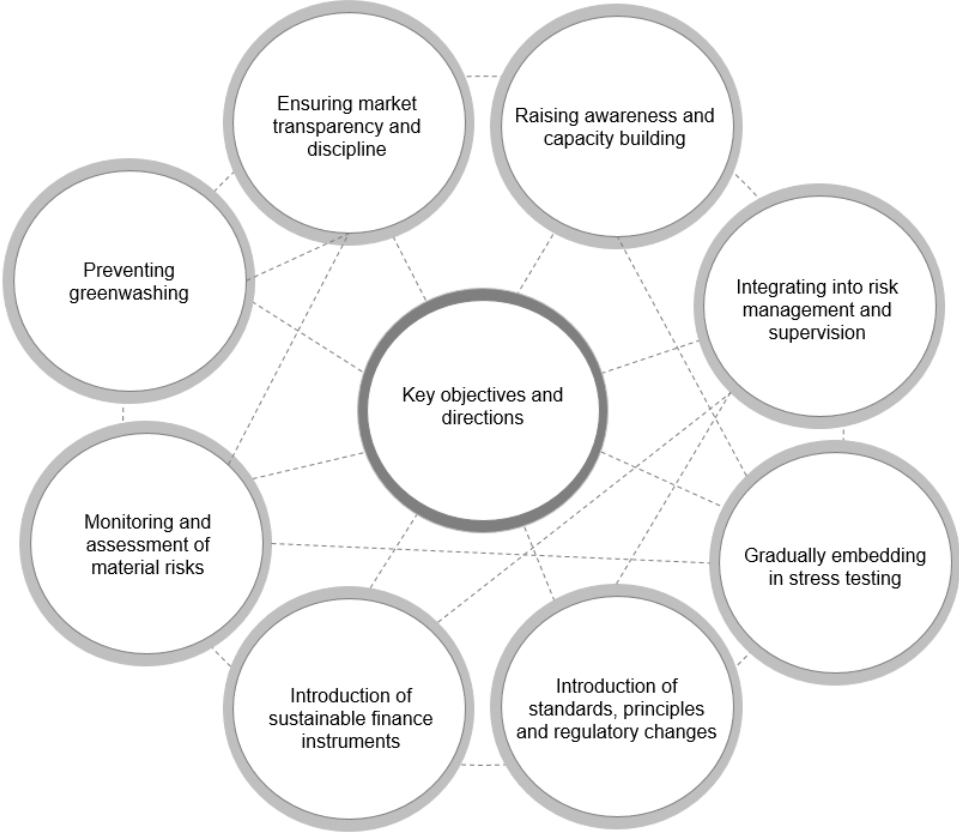 Ensuring market
transparency and
discipline
Raising awareness and
capacity building
Preventing
greenwashing
Integrating into risk
management and
supervision
Key objectives and
directions
Monitoring and
assessment of
material risks
Gradually embedding
in stress testing
Introduction of
sustainable finance
instruments
Introduction of
standards, principles
and regulatory changes